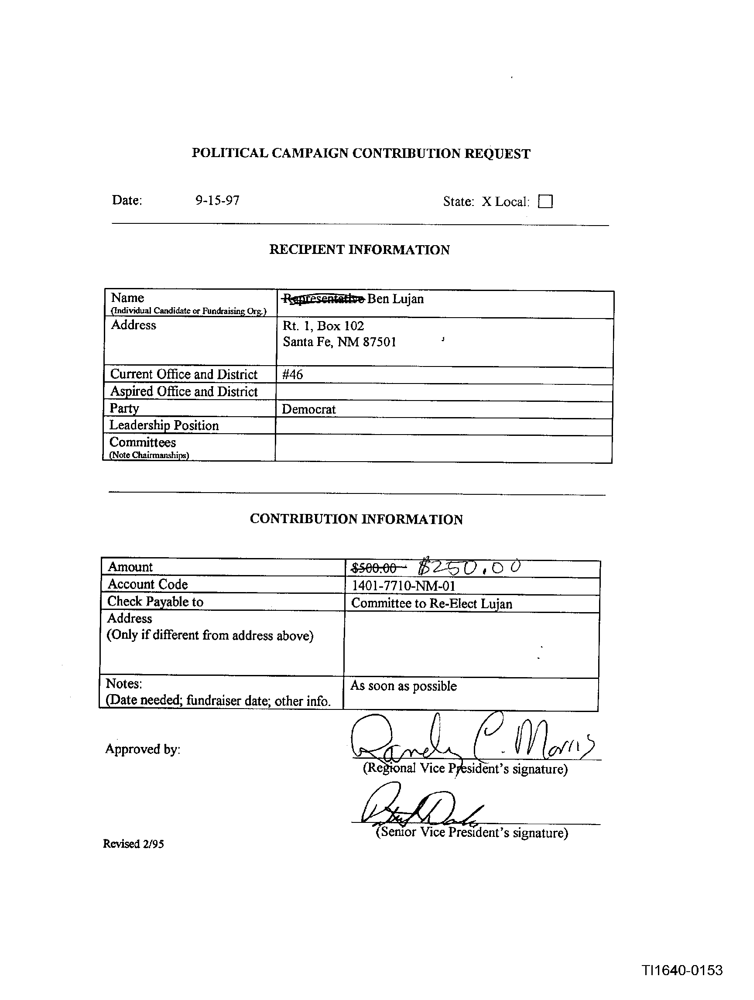 POLITICAL CAMPAIGN CONTRIBUTION REQUEST
Date: 9-15-97 State: X Local: ☐
RECIPIENT INFORMATION
Name Representative Ben Lujan
(Individual Candidate or Fundraising Org.)
Address Rt. 1, Box 102
Santa Fe, NM 87501
Current Office and District #46
Aspired Office and District
Party Democrat
Leadership Position
Committees
(Note Chairmanships)
CONTRIBUTION INFORMATION
Amount $500.00 $250.00
Account Code 1401-7710-NM-01
Check Payable to Committee to Re-Elect Lujan
Address
(Only if different from address above)
Notes: As soon as possible
(Date needed; fundraiser date; other info.
Approved by: Randy C. Morris
(Regional Vice President's signature)
(Senior Vice President's signature)
Revised 2/95
TI1640-0153